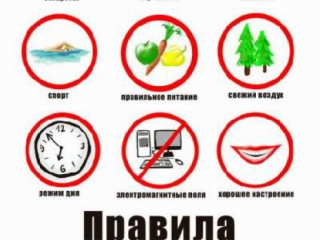 спорт
правильное питание
свежий воздух
режим дня
электромагнитные поля
хорошее настроение
Правила